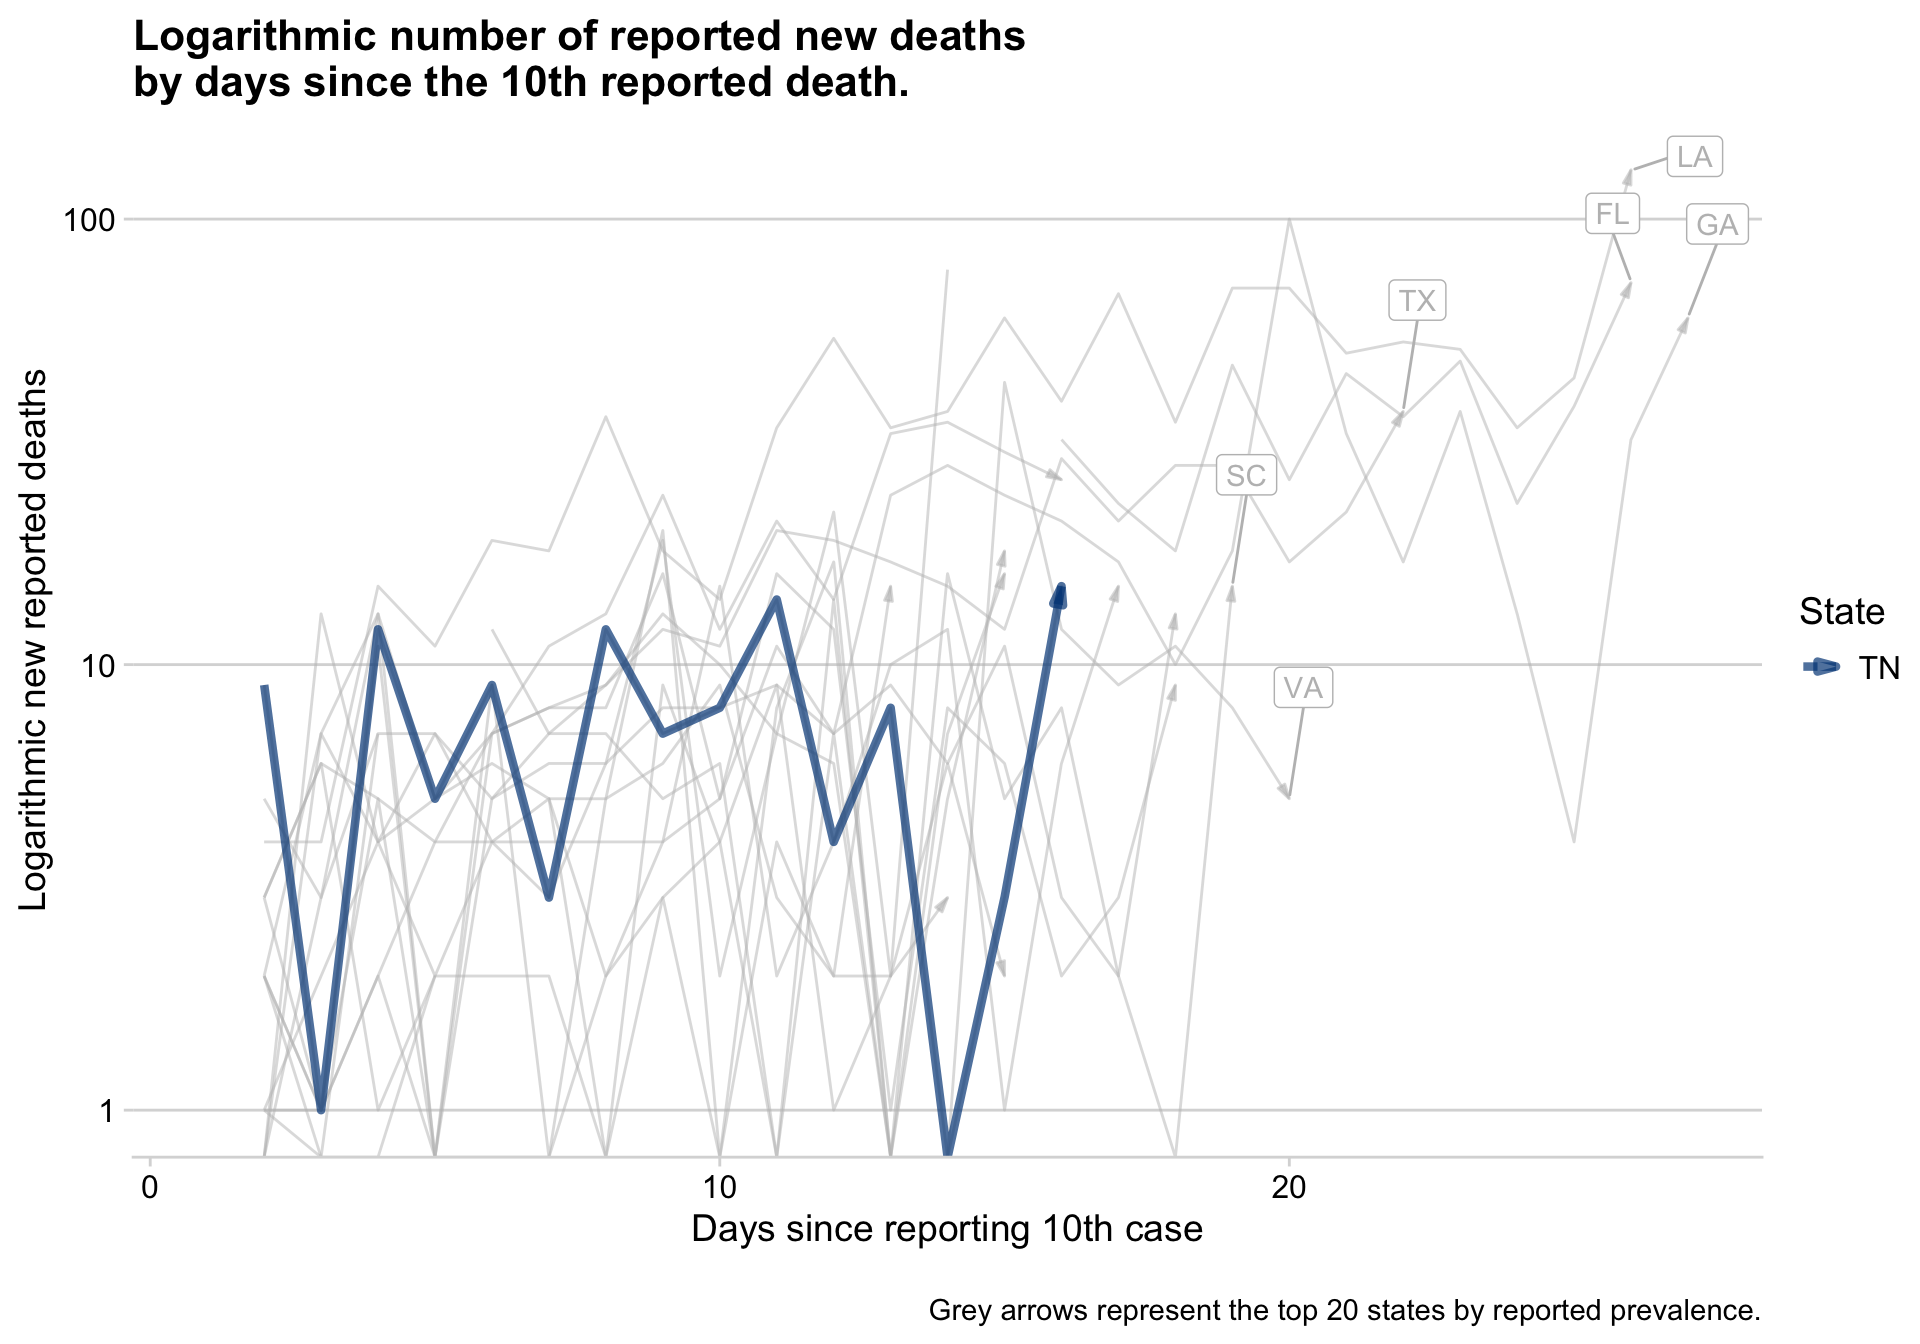 Logarithmic number of reported new deaths
by days since the 10th reported death.
LA
FL
GA
100
TX
SC
10
VA
1
State
TN
Logarithmic new reported deaths
0
10
20
Days since reporting 10th case
Grey arrows represent the top 20 states by reported prevalence.